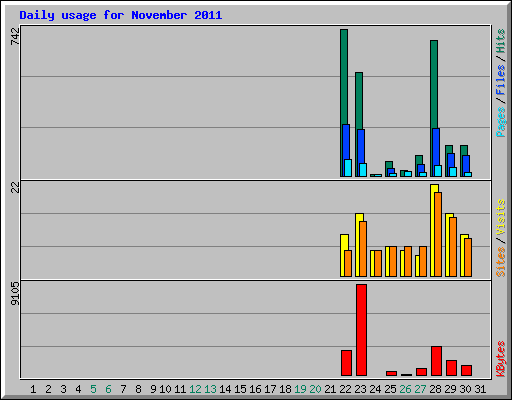 Daily usage for November 2011
742
22
9105
Pages / Files / Hits
Sites / Visits
KBytes
1 2 3 4 5 6 7 8 9 10 11 12 13 14 15 16 17 18 19 20 21 22 23 24 25 26 27 28 29 30 31